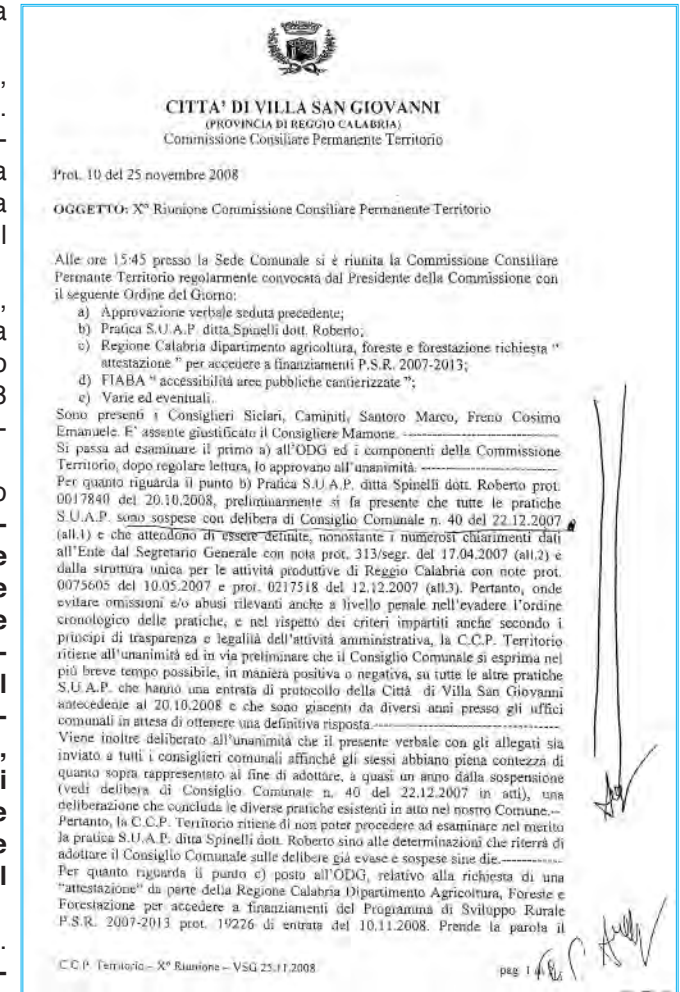 a
,
.
-
a
a
l
,
a
o
3
-
o
-
e
e
e
-
l
-
,
i
e
e
l
.
-
CITTA' DI VILLA SAN GIOVANNI
(PROVINCIA DI REGGIO CALABRIA)
Commissione Consiliare Permanente Territorio
Prot. 10 del 25 novembre 2008
OGGETTO: X° Riunione Commissione Consiliare Permanente Territorio
Alle ore 15:45 presso la Sede Comunale si è riunita la Commissione Consiliare
Permante Territorio regolarmente convocata dal Presidente della Commissione con
il seguente Ordine del Giorno:
a) Approvazione verbale seduta precedente;
b) Pratica S.U.A.P. ditta Spinelli dott. Roberto;
c) Regione Calabria dipartimento agricoltura, foreste e forestazione richiesta "
attestazione " per accedere a finanziamenti P.S.R. 2007-2013;
d) FIABA " accessibilità aree pubbliche cantierizzate ";
e) Varie ed eventuali.
Sono presenti i Consiglieri Siclari, Caminiti, Santoro Marco, Freno Cosimo
Emanuele. E' assente giustificato il Consigliere Mamone. ---------------------------
Si passa ad esaminare il primo a) all'ODG ed i componenti della Commissione
Territorio, dopo regolare lettura, lo approvano all'unanimità. -----------------------
Per quanto riguarda il punto b) Pratica S.U.A.P. ditta Spinelli dott. Roberto prot.
0017840 del 20.10.2008, preliminarmente si fa presente che tutte le pratiche
S.U.A.P. sono sospese con delibera di Consiglio Comunale n. 40 del 22.12.2007
(all.1) e che attendono di essere definite, nonostante i numerosi chiarimenti dati
all'Ente dal Segretario Generale con nota prot. 313/segr. del 17.04.2007 (all.2) e
dalla struttura unica per le attività produttive di Reggio Calabria con note prot.
0075605 del 10.05.2007 e prot. 0217518 del 12.12.2007 (all.3). Pertanto, onde
evitare omissioni e/o abusi rilevanti anche a livello penale nell'evadere l'ordine
cronologico delle pratiche, e nel rispetto dei criteri impartiti anche secondo i
principi di trasparenza e legalità dell'attività amministrativa, la C.C.P. Territorio
ritiene all'unanimità ed in via preliminare che il Consiglio Comunale si esprima nel
più breve tempo possibile, in maniera positiva o negativa, su tutte le altre pratiche
S.U.A.P. che hanno una entrata di protocollo della Città di Villa San Giovanni
antecedente al 20.10.2008 e che sono giacenti da diversi anni presso gli uffici
comunali in attesa di ottenere una definitiva risposta.-------------------------------
Viene inoltre deliberato all'unanimità che il presente verbale con gli allegati sia
inviato a tutti i consiglieri comunali affinché gli stessi abbiano piena contezza di
quanto sopra rappresentato al fine di adottare, a quasi un anno dalla sospensione
(vedi delibera di Consiglio Comunale n. 40 del 22.12.2007 in atti), una
deliberazione che concluda le diverse pratiche esistenti in atto nel nostro Comune.--
Pertanto, la C.C.P. Territorio ritiene di non poter procedere ad esaminare nel merito
la pratica S.U.A.P. ditta Spinelli dott. Roberto sino alle determinazioni che riterrà di
adottare il Consiglio Comunale sulle delibere già evase e sospese sine die.-----------
Per quanto riguarda il punto c) posto all'ODG, relativo alla richiesta di una
"attestazione" da parte della Regione Calabria Dipartimento Agricoltura, Foreste e
Forestazione per accedere a finanziamenti del Programma di Sviluppo Rurale
P.S.R. 2007-2013 prot. 19226 di entrata del 10.11.2008. Prende la parola il
C.C.P. Territorio – X° Riunione – VSG 25.11.2008
pag. 1